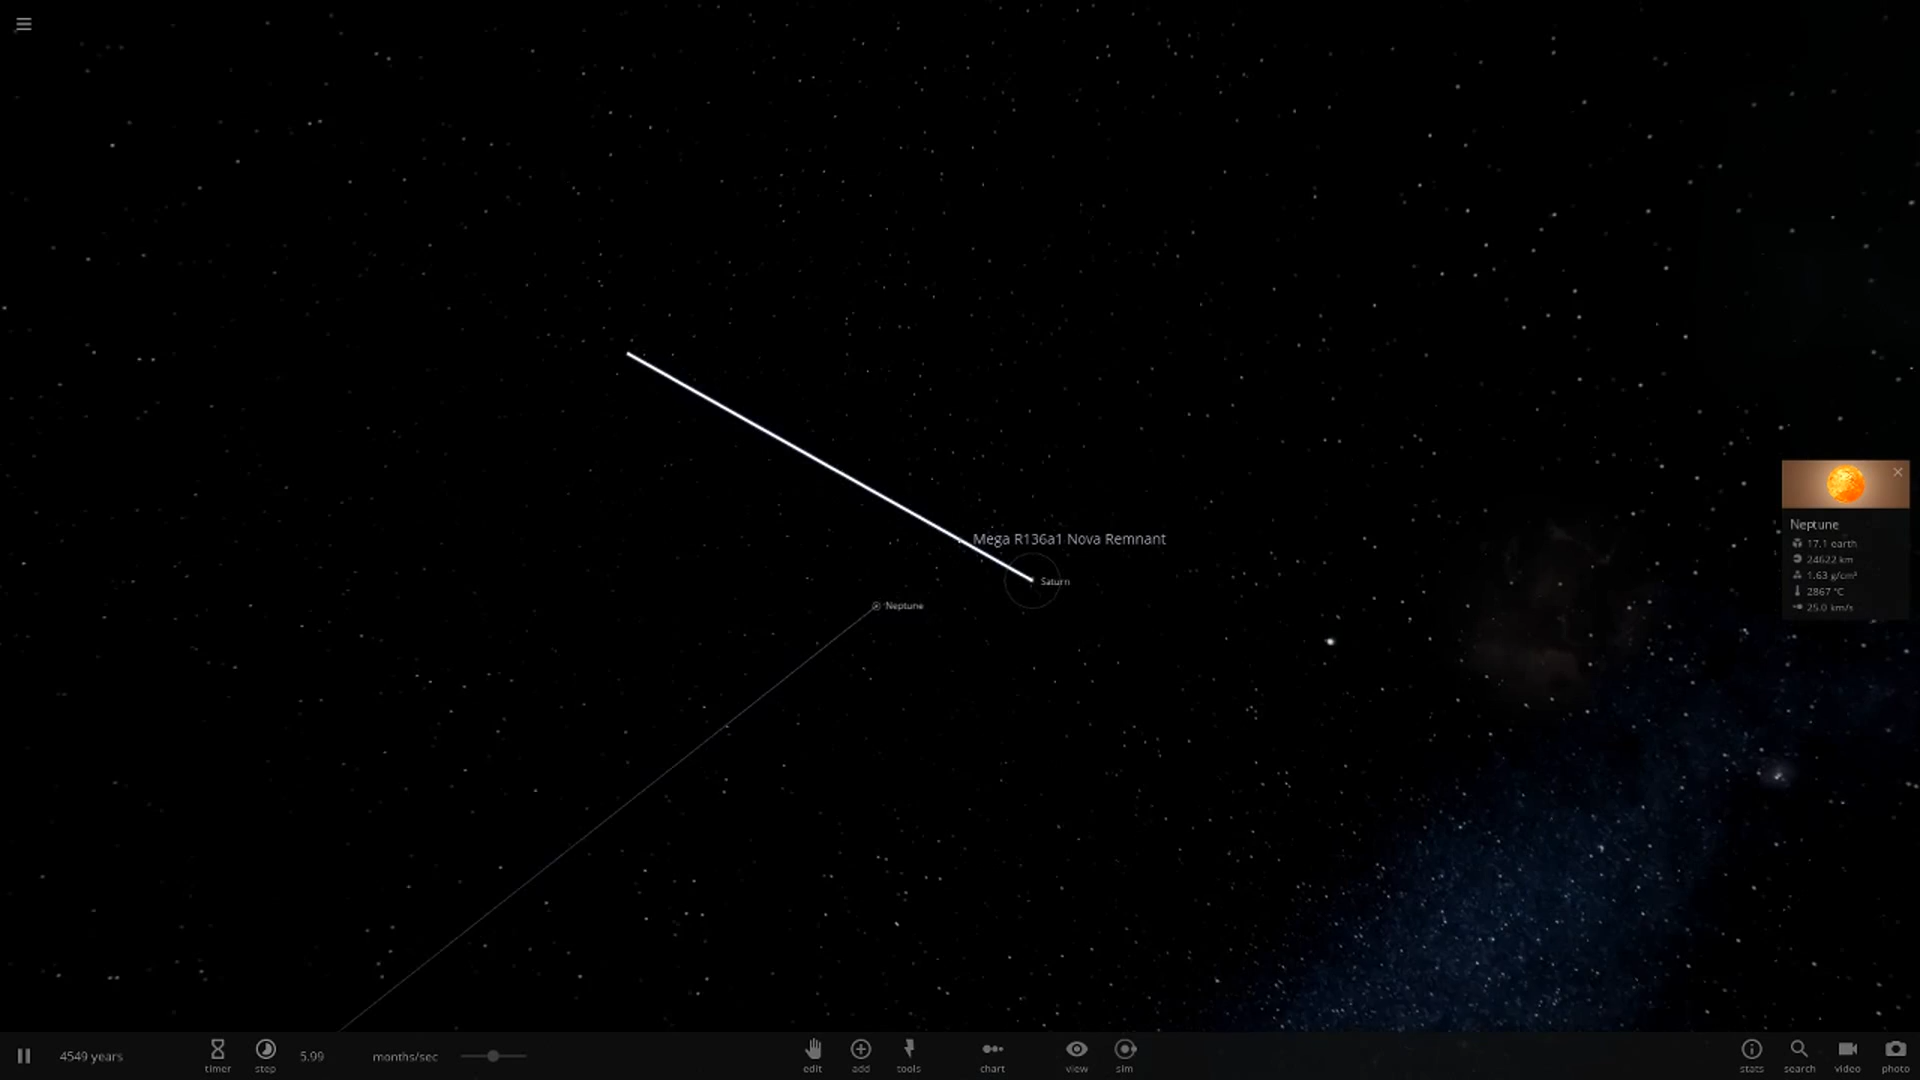 Mega R136a1 Nova Remnant
Saturn
Neptune
Neptune
17.1 earth
24622 km
1.63 g/cm³
2867 °C
25.0 km/s
4549 years
timer
step
5.99
months/sec
edit
add
tools
chart
view
sim
stats
search
video
photo